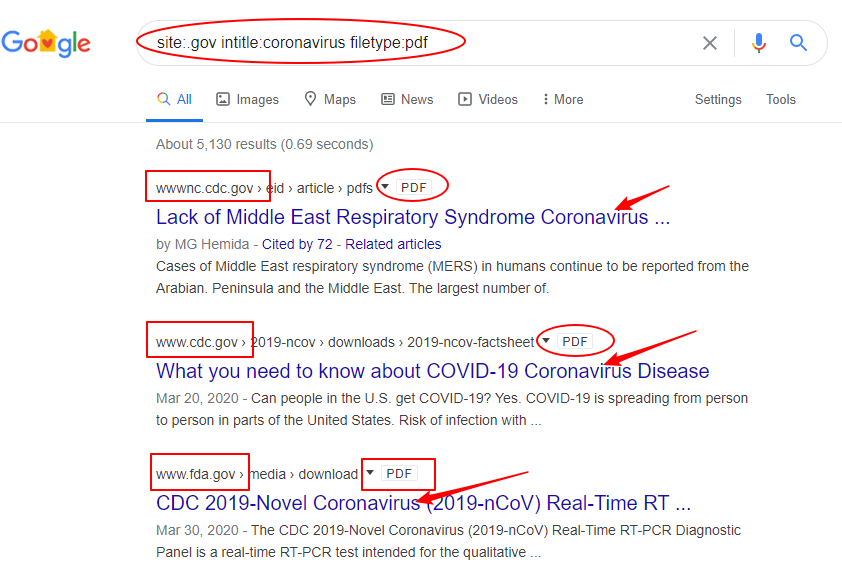 Google
site:.gov intitle:coronavirus filetype:pdf
All Images Maps News Videos More Settings Tools
About 5,130 results (0.69 seconds)
wwwnc.cdc.gov › eid › article › pdfs PDF
Lack of Middle East Respiratory Syndrome Coronavirus ...
by MG Hemida - Cited by 72 - Related articles
Cases of Middle East respiratory syndrome (MERS) in humans continue to be reported from the
Arabian. Peninsula and the Middle East. The largest number of.
www.cdc.gov › 2019-ncov › downloads › 2019-ncov-factsheet PDF
What you need to know about COVID-19 Coronavirus Disease
Mar 20, 2020 - Can people in the U.S. get COVID-19? Yes. COVID-19 is spreading from person
to person in parts of the United States. Risk of infection with ...
www.fda.gov › media › download PDF
CDC 2019-Novel Coronavirus (2019-nCoV) Real-Time RT ...
Mar 30, 2020 - The CDC 2019-Novel Coronavirus (2019-nCoV) Real-Time RT-PCR Diagnostic
Panel is a real-time RT-PCR test intended for the qualitative ...